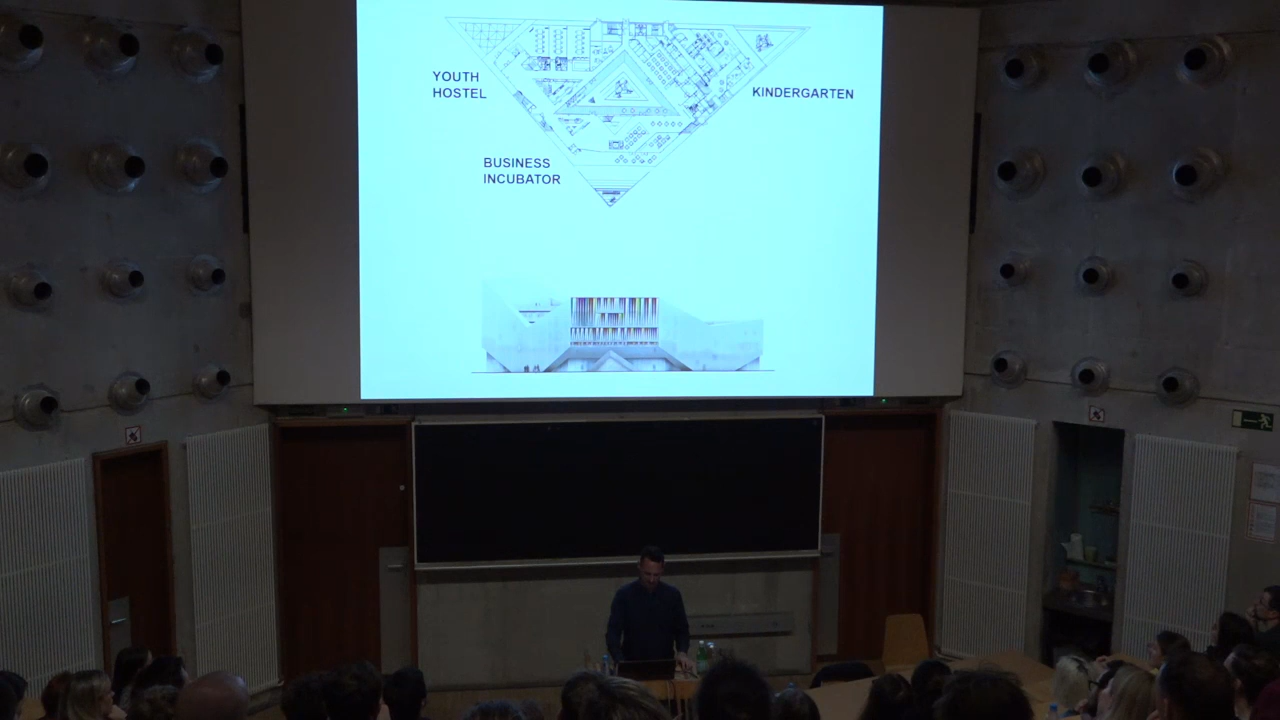 YOUTH
HOSTEL
KINDERGARTEN
BUSINESS
INCUBATOR